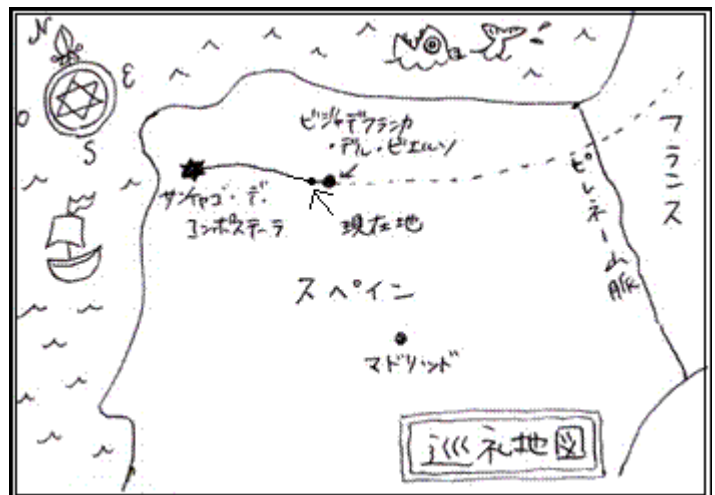 N
E
O
S
ビジャデフランカ
・デル・ビエルソ
サンチャゴ・デ・
コンポステーラ
現在地
フランス
ピレネー山脈
スペイン
マドリッド
巡礼地図